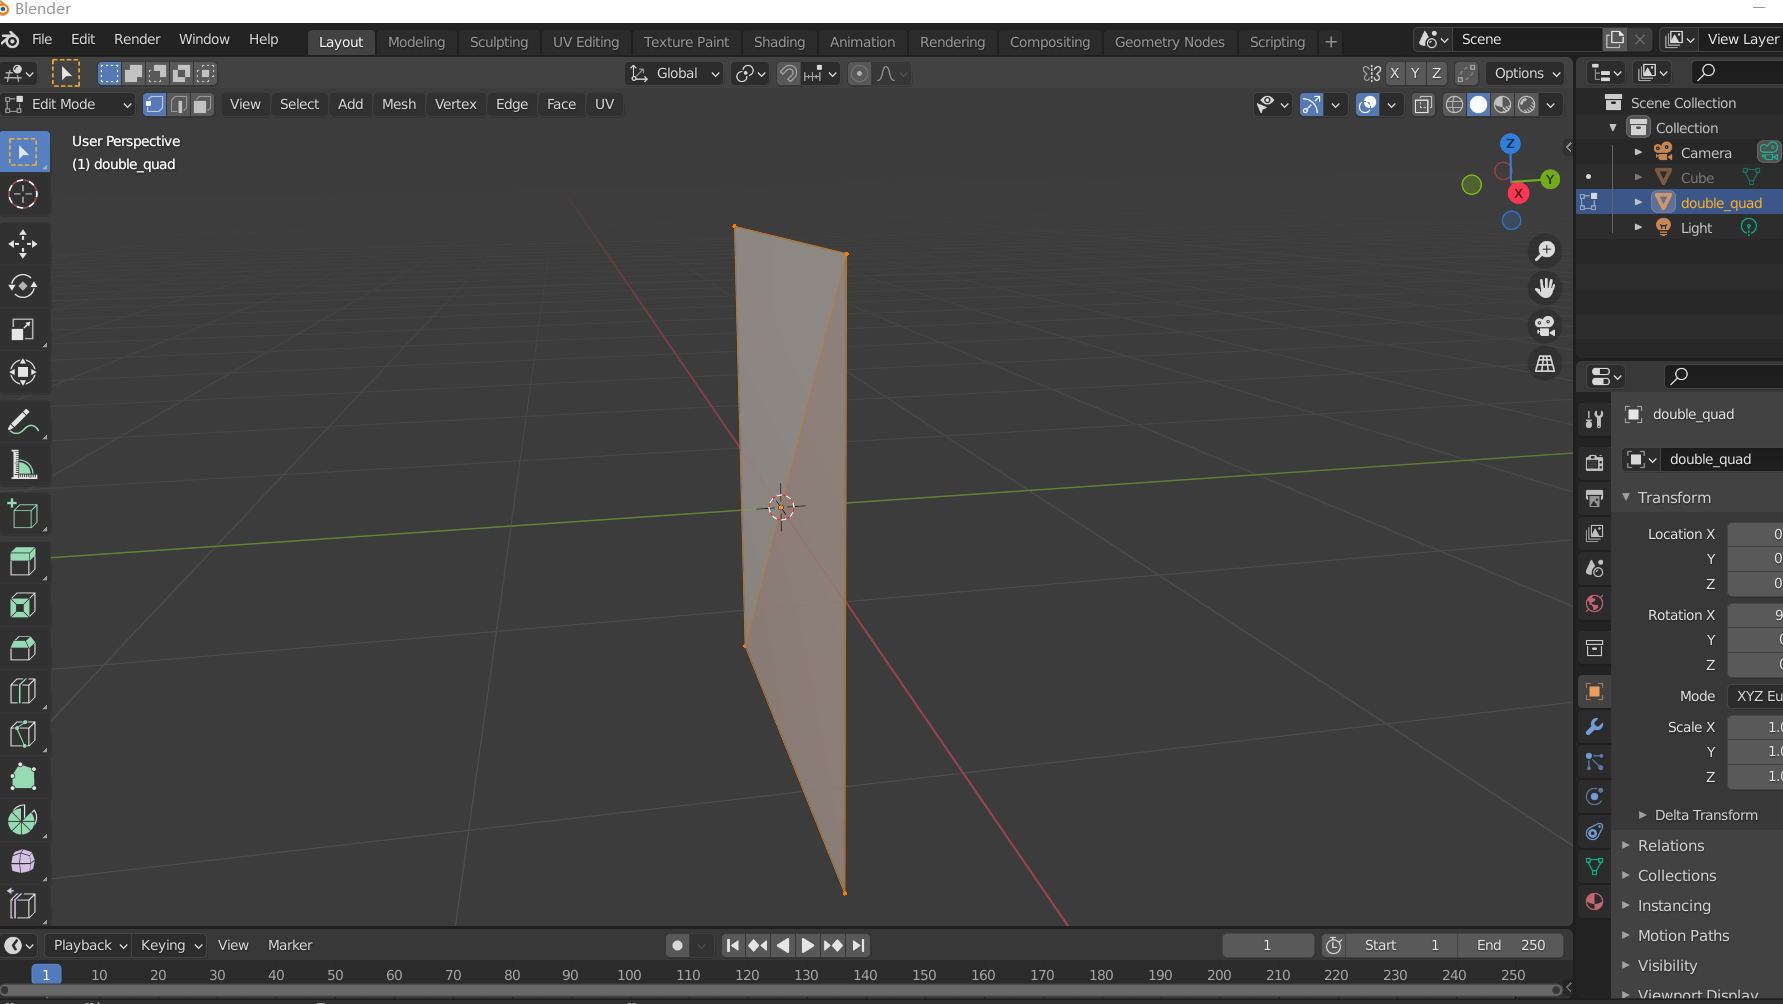 Blender
File Edit Render Window Help Layout Modeling Sculpting UV Editing Texture Paint Shading Animation Rendering Compositing Geometry Nodes Scripting + Scene View Layer
Global X Y Z Options
Edit Mode View Select Add Mesh Vertex Edge Face UV
User Perspective
(1) double_quad
Z
Y
X
Scene Collection
Collection
Camera
Cube
double_quad
Light
double_quad
double_quad
Transform
Location X 0
Y 0
Z 0
Rotation X 9
Y 0
Z 0
Mode XYZ Eu
Scale X 1.0
Y 1.0
Z 1.0
Delta Transform
Relations
Collections
Instancing
Motion Paths
Visibility
Viewport Display
Playback Keying View Marker 1 Start 1 End 250
1 10 20 30 40 50 60 70 80 90 100 110 120 130 140 150 160 170 180 190 200 210 220 230 240 250